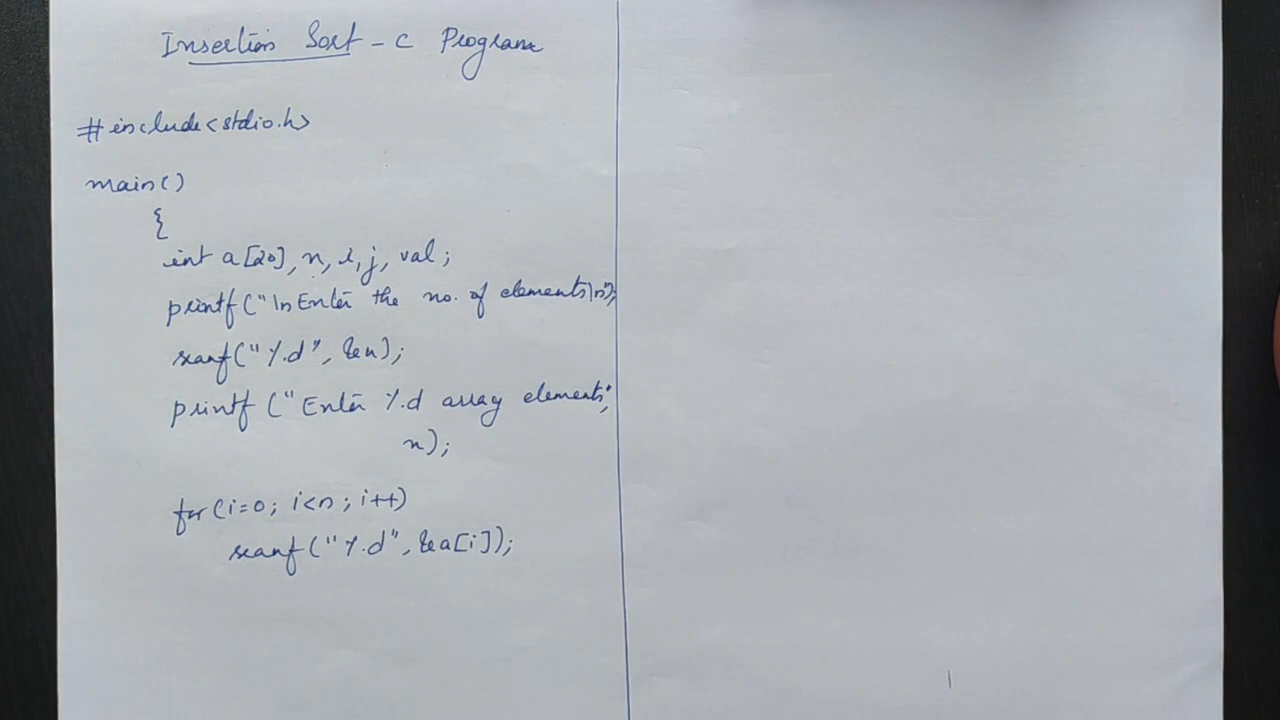 Insertion Sort - C Program
#include<stdio.h>
main()
{
int a[20], n, i, j, val;
printf("\nEnter the no. of elements\n");
scanf("%d", &n);
printf("Enter %d array elements",
n);
for(i=0; i<n; i++)
scanf("%d", &a[i]);